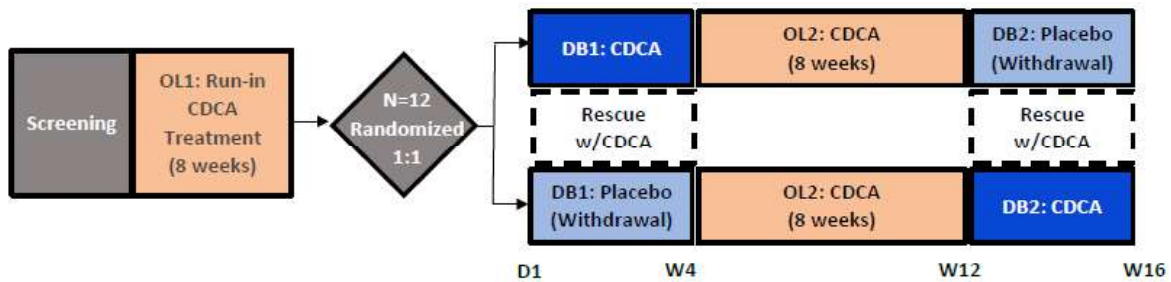 Screening
OL1: Run-in
CDCA
Treatment
(8 weeks)
N=12
Randomized
1:1
DB1: CDCA
OL2: CDCA
(8 weeks)
DB2: Placebo
(Withdrawal)
Rescue
w/CDCA
Rescue
w/CDCA
DB1: Placebo
(Withdrawal)
OL2: CDCA
(8 weeks)
DB2: CDCA
D1
W4
W12
W16